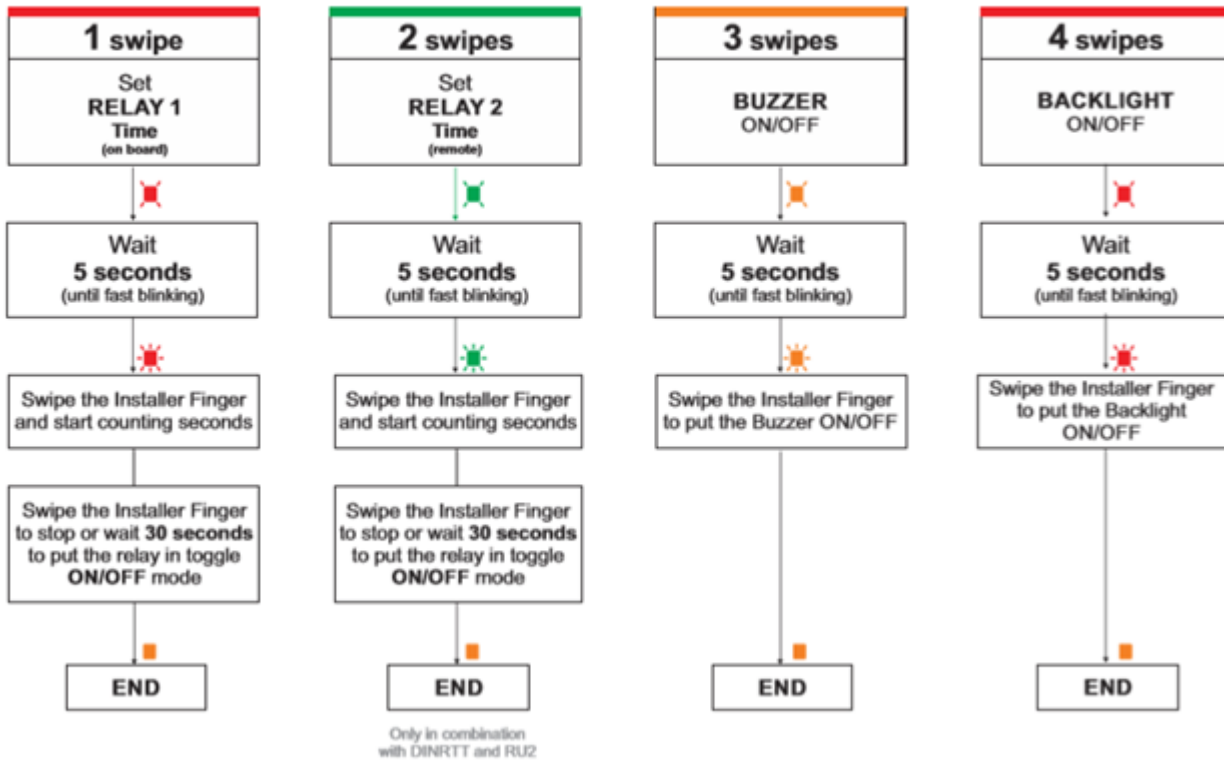 1 swipe
Set
RELAY 1
Time
(on board)
Wait
5 seconds
(until fast blinking)
Swipe the Installer Finger
and start counting seconds
Swipe the Installer Finger
to stop or wait 30 seconds
to put the relay in toggle
ON/OFF mode
END
2 swipes
Set
RELAY 2
Time
(remote)
Wait
5 seconds
(until fast blinking)
Swipe the Installer Finger
and start counting seconds
Swipe the Installer Finger
to stop or wait 30 seconds
to put the relay in toggle
ON/OFF mode
END
Only in combination
with DINRTT and RU2
3 swipes
BUZZER
ON/OFF
Wait
5 seconds
(until fast blinking)
Swipe the Installer Finger
to put the Buzzer ON/OFF
END
4 swipes
BACKLIGHT
ON/OFF
Wait
5 seconds
(until fast blinking)
Swipe the Installer Finger
to put the Backlight
ON/OFF
END